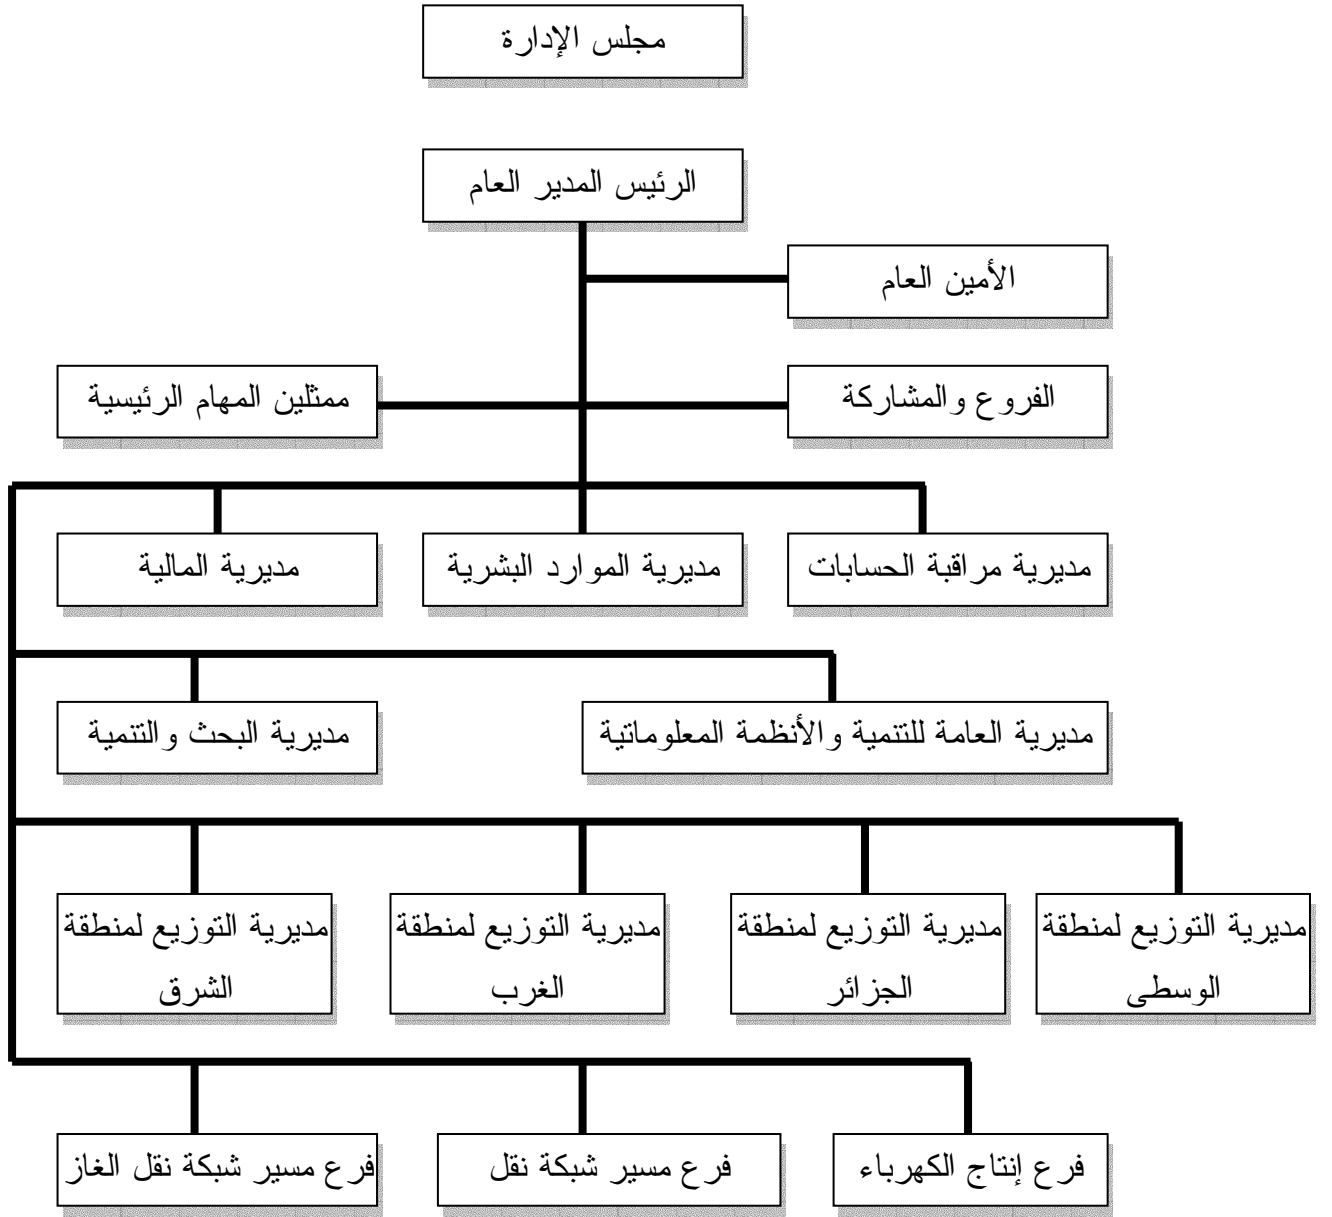 مجلس الإدارة
الرئيس المدير العام
الأمين العام
الفروع والمشاركة
ممثلين المهام الرئيسية
مديرية مراقبة الحسابات
مديرية الموارد البشرية
مديرية المالية
مديرية العامة للتنمية والأنظمة المعلوماتية
مديرية البحث والتنمية
مديرية التوزيع لمنطقة
الوسطى
مديرية التوزيع لمنطقة
الجزائر
مديرية التوزيع لمنطقة
الغرب
مديرية التوزيع لمنطقة
الشرق
فرع إنتاج الكهرباء
فرع مسير شبكة نقل
فرع مسير شبكة نقل الغاز